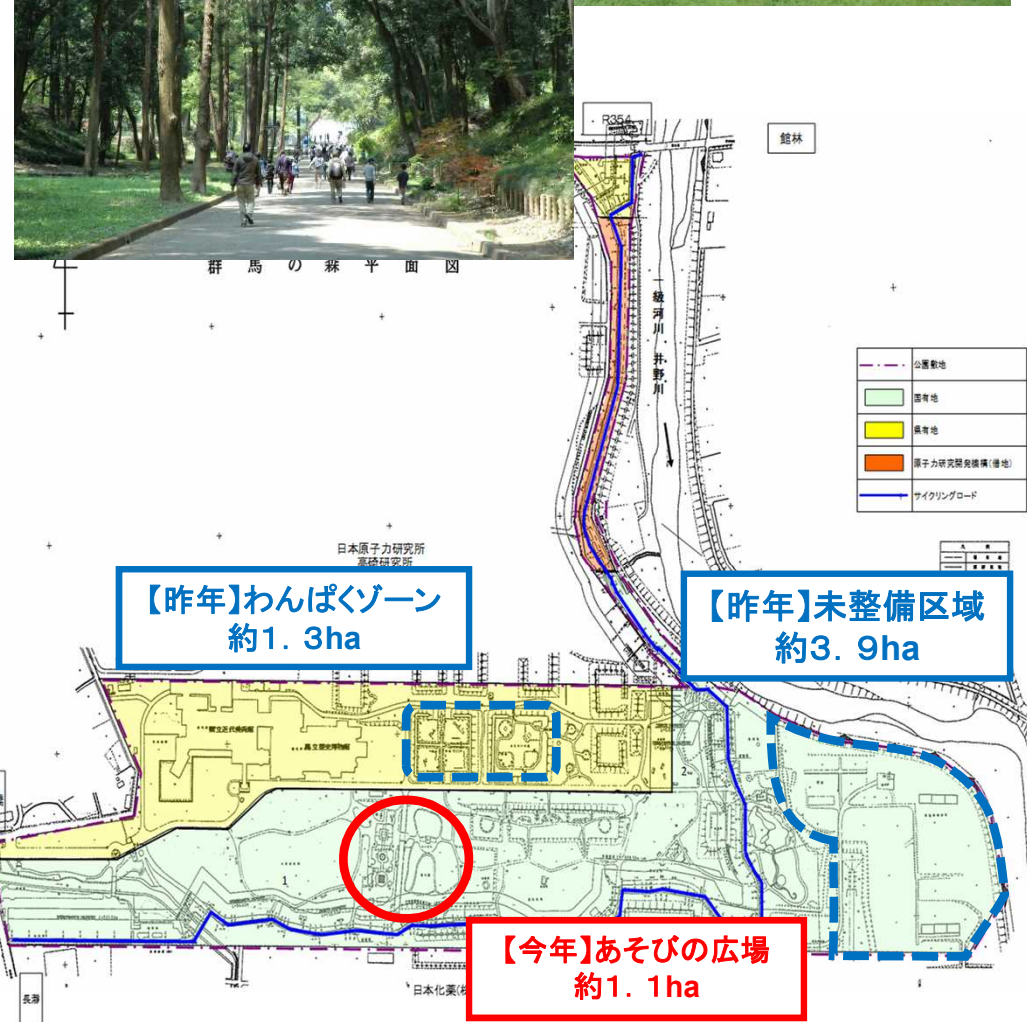 R354
館林
群馬の森平面図
一級河川 井野川
公園敷地
国有地
県有地
原子力研究開発機構(借地)
サイクリングロード
日本原子力研究所
高崎研究所
【昨年】わんぱくゾーン
約1.3ha
【昨年】未整備区域
約3.9ha
県立近代美術館
県立歴史博物館
2
1
【今年】あそびの広場
約1.1ha
日本化薬(株
長瀞